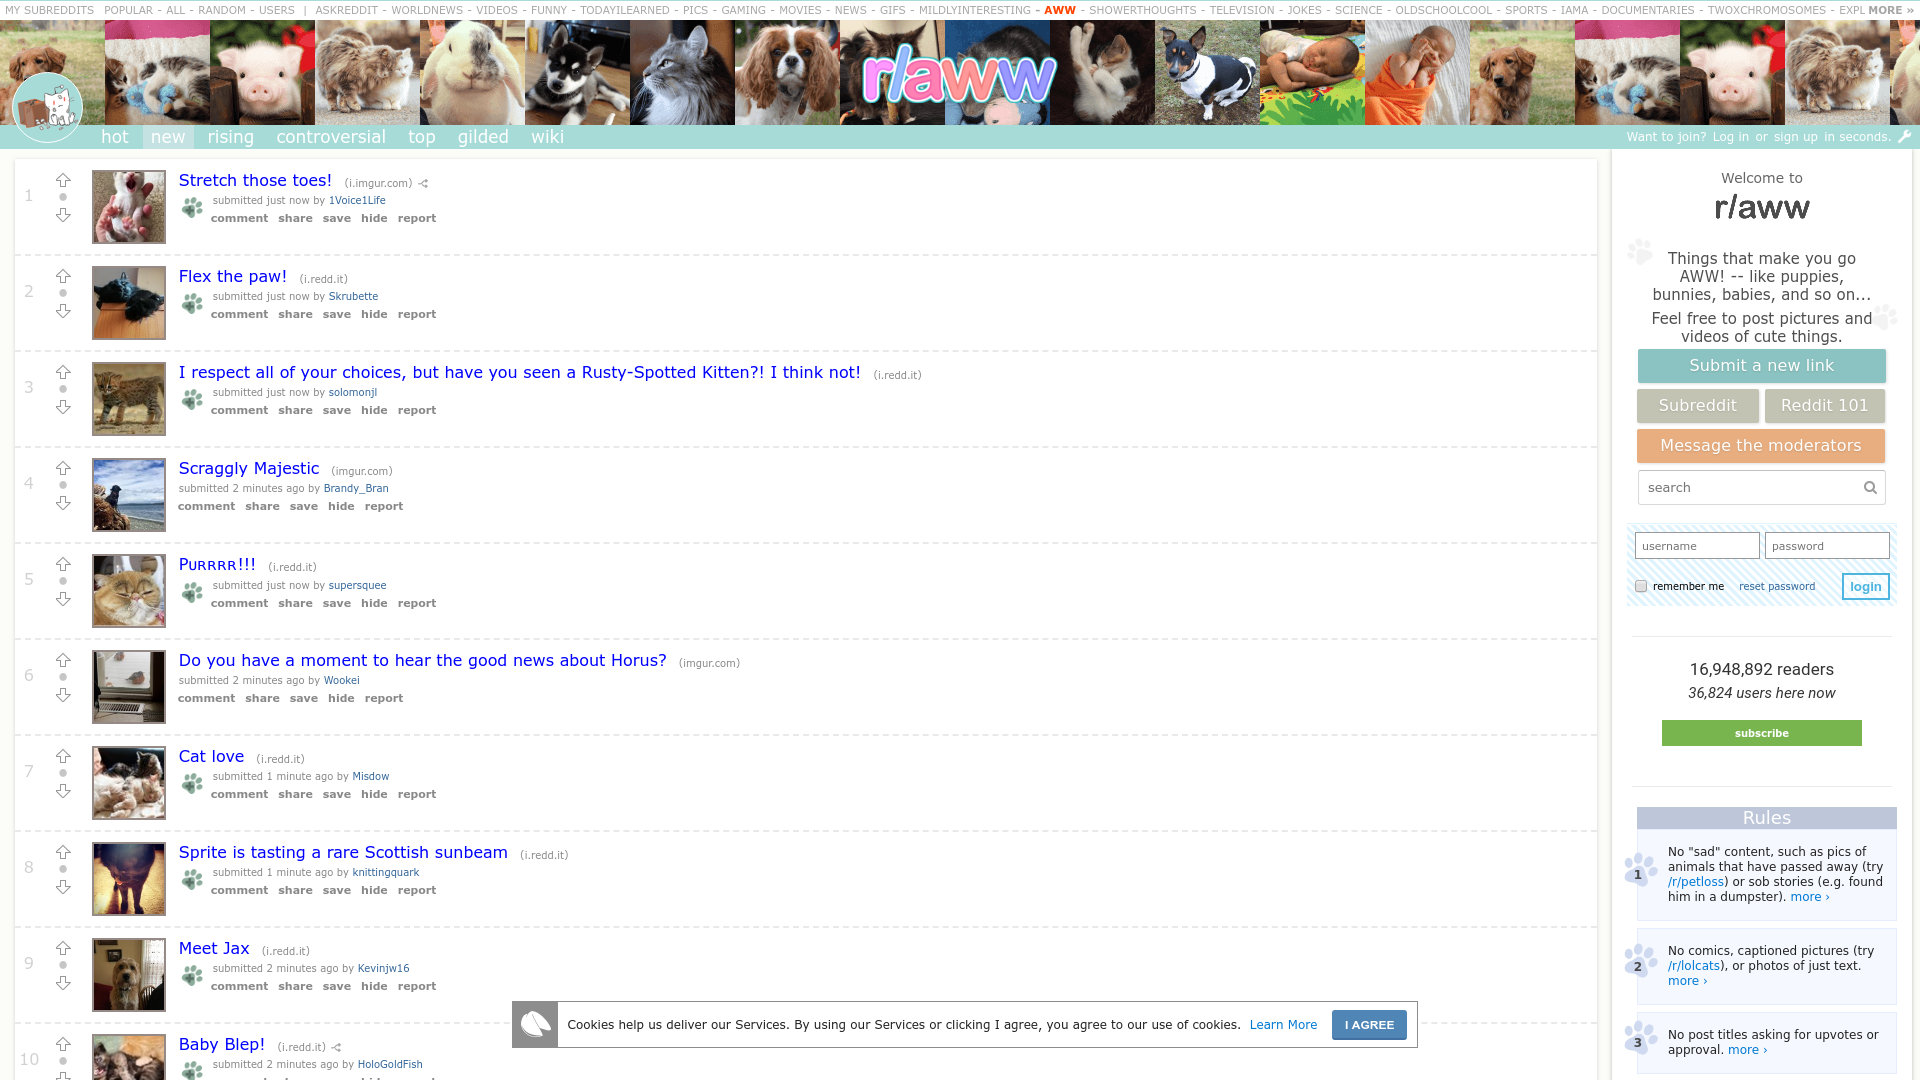 MY SUBREDDITS POPULAR - ALL - RANDOM - USERS | ASKREDDIT - WORLDNEWS - VIDEOS - FUNNY - TODAYILEARNED - PICS - GAMING - MOVIES - NEWS - GIFS - MILDLYINTERESTING - AWW - SHOWERTHOUGHTS - TELEVISION - JOKES - SCIENCE - OLDSCHOOLCOOL - SPORTS - IAMA - DOCUMENTARIES - TWOXCHROMOSOMES - EXPL MORE »
r/aww
hot new rising controversial top gilded wiki
Want to join? Log in or sign up in seconds.
1
Stretch those toes! (i.imgur.com)
submitted just now by 1Voice1Life
comment share save hide report
2
Flex the paw! (i.redd.it)
submitted just now by Skrubette
comment share save hide report
3
I respect all of your choices, but have you seen a Rusty-Spotted Kitten?! I think not! (i.redd.it)
submitted just now by solomonjl
comment share save hide report
4
Scraggly Majestic (imgur.com)
submitted 2 minutes ago by Brandy_Bran
comment share save hide report
5
Pᴜʀʀʀʀ!!! (i.redd.it)
submitted just now by supersquee
comment share save hide report
6
Do you have a moment to hear the good news about Horus? (imgur.com)
submitted 2 minutes ago by Wookei
comment share save hide report
7
Cat love (i.redd.it)
submitted 1 minute ago by Misdow
comment share save hide report
8
Sprite is tasting a rare Scottish sunbeam (i.redd.it)
submitted 1 minute ago by knittingquark
comment share save hide report
9
Meet Jax (i.redd.it)
submitted 2 minutes ago by Kevinjw16
comment share save hide report
10
Baby Blep! (i.redd.it)
submitted 2 minutes ago by HoloGoldFish
Welcome to
r/aww
Things that make you go
AWW! -- like puppies,
bunnies, babies, and so on...
Feel free to post pictures and
videos of cute things.
Submit a new link
Subreddit Reddit 101
Message the moderators
search
username password
remember me reset password login
16,948,892 readers
36,824 users here now
subscribe
Rules
1
No "sad" content, such as pics of
animals that have passed away (try
/r/petloss) or sob stories (e.g. found
him in a dumpster). more ›
2
No comics, captioned pictures (try
/r/lolcats), or photos of just text.
more ›
3
No post titles asking for upvotes or
approval. more ›
Cookies help us deliver our Services. By using our Services or clicking I agree, you agree to our use of cookies. Learn More I AGREE